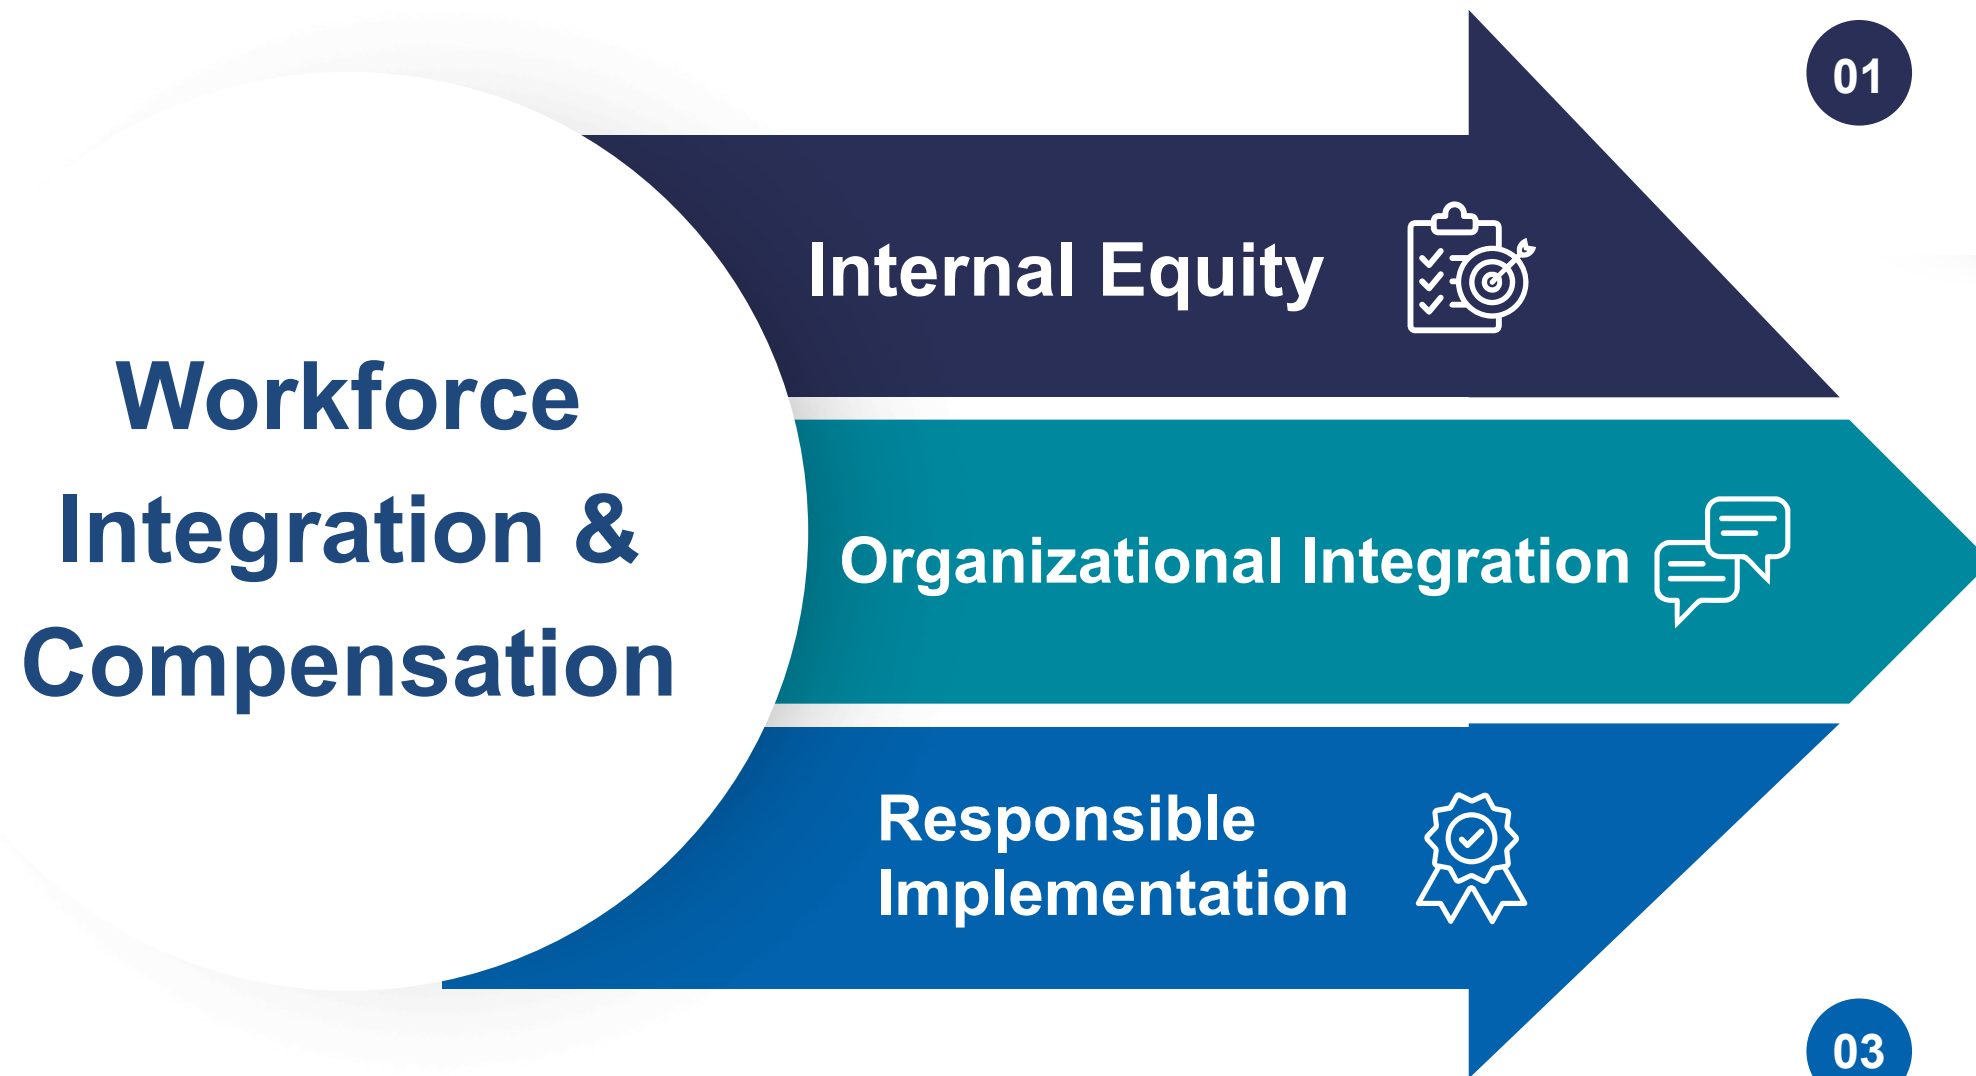 01
Internal Equity
Workforce
Integration &
Compensation
Organizational Integration
Responsible
Implementation
03